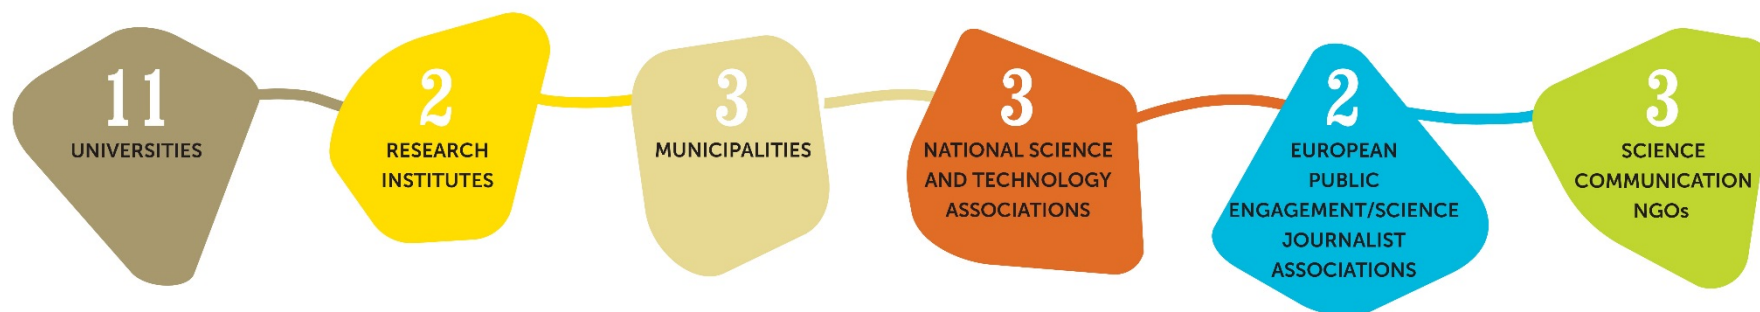 11
UNIVERSITIES
2
RESEARCH
INSTITUTES
3
MUNICIPALITIES
3
NATIONAL SCIENCE
AND TECHNOLOGY
ASSOCIATIONS
2
EUROPEAN
PUBLIC
ENGAGEMENT/SCIENCE
JOURNALIST
ASSOCIATIONS
3
SCIENCE
COMMUNICATION
NGOs